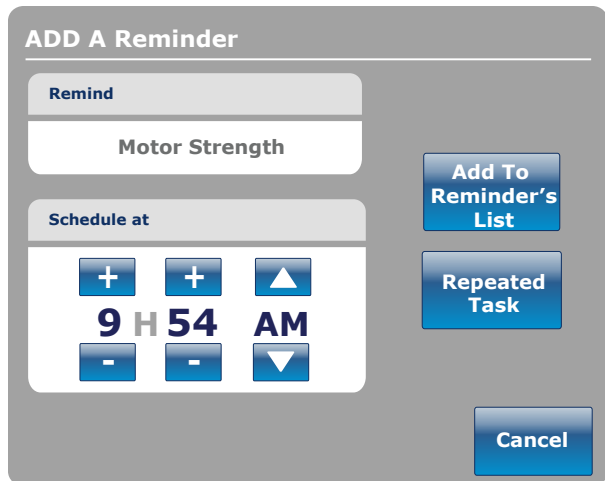 ADD A Reminder
Remind
Motor Strength
Schedule at
+ +
9 H 54 AM
- -
Add To
Reminder's
List
Repeated
Task
Cancel